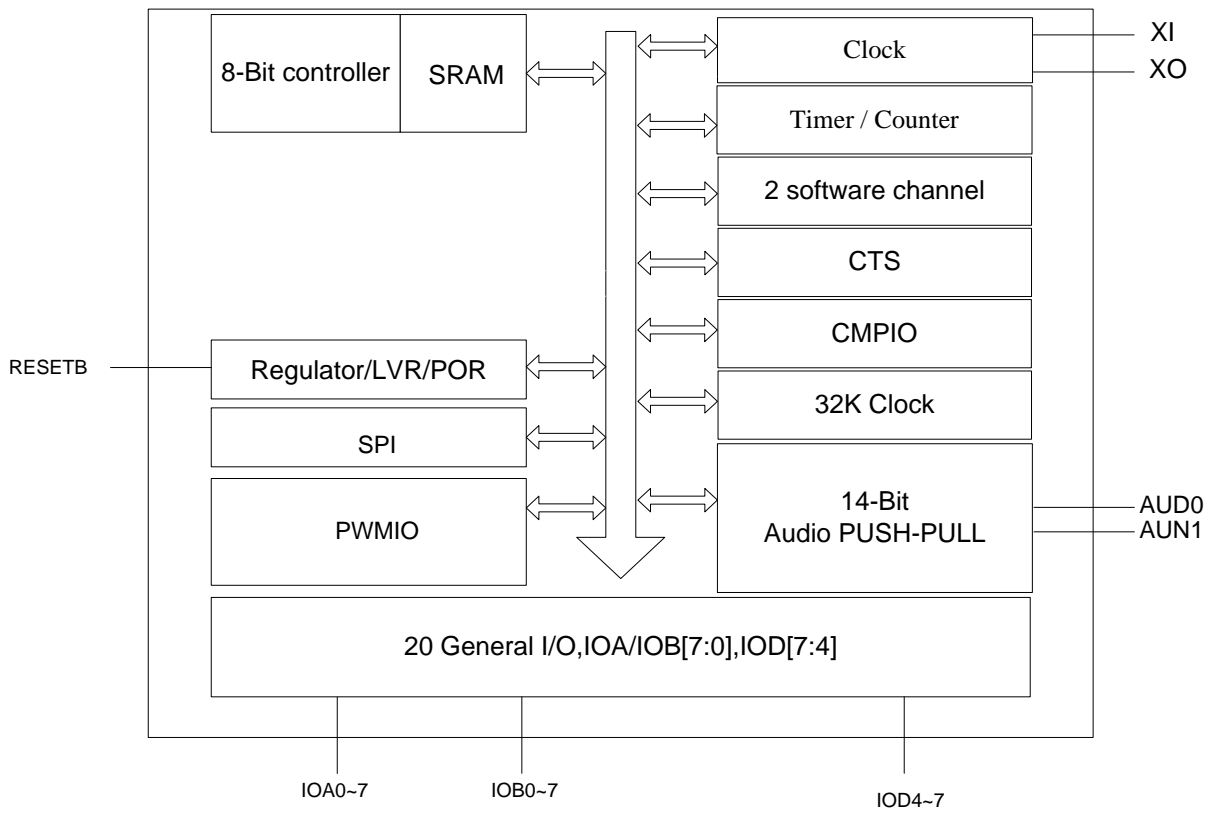 8-Bit controller
SRAM
Clock
XI
XO
Timer / Counter
2 software channel
CTS
CMPIO
RESETB
Regulator/LVR/POR
32K Clock
SPI
14-Bit
Audio PUSH-PULL
AUD0
AUN1
PWMIO
20 General I/O,IOA/IOB[7:0],IOD[7:4]
IOA0~7
IOB0~7
IOD4~7